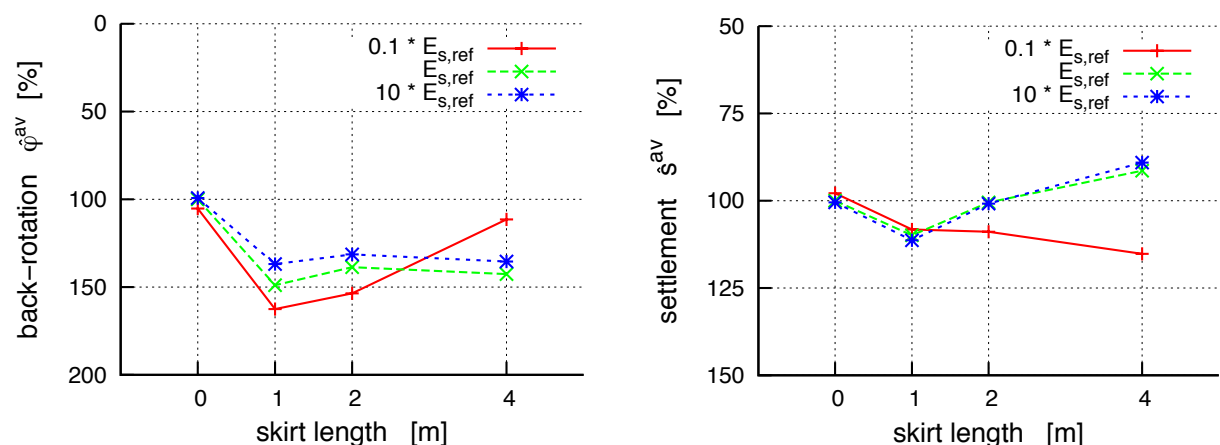 0
50
100
150
200
back−rotation φ̂^av [%]
0.1 * E_s,ref
E_s,ref
10 * E_s,ref
0 1 2 4
skirt length [m]
50
75
100
125
150
settlement ŝ^av [%]
0.1 * E_s,ref
E_s,ref
10 * E_s,ref
0 1 2 4
skirt length [m]